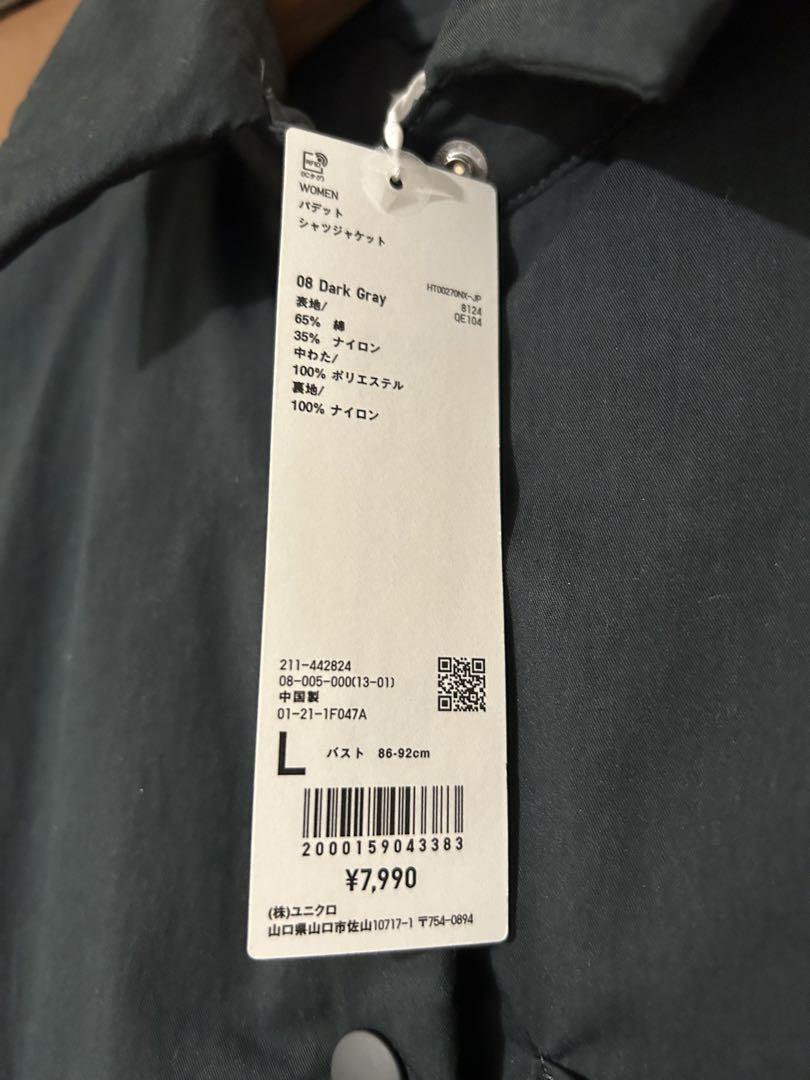 RFID
WOMEN
パデット
シャツジャケット
08 Dark Gray
HT00270NX-JP
8124
QE104
表地/
65% 綿
35% ナイロン
中わた/
100% ポリエステル
裏地/
100% ナイロン
211-442824
08-005-000(13-01)
中国製
01-21-1F047A
L バスト 86-92cm
2000159043383
¥7,990
(株)ユニクロ
山口県山口市佐山10717-1 〒754-0894